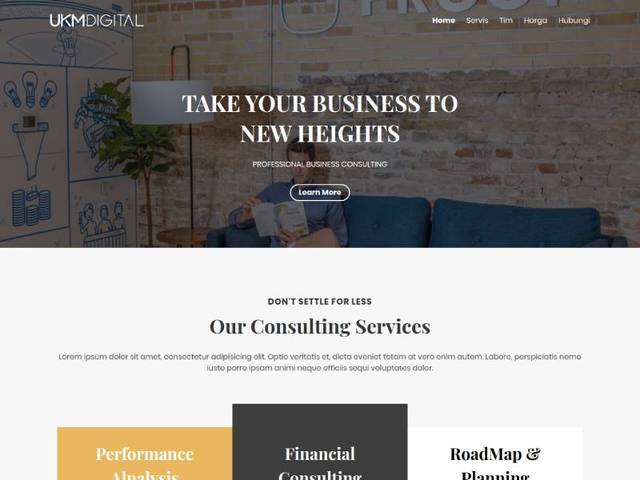 UKMDIGITAL
Home Servis Tim Harga Hubungi
TAKE YOUR BUSINESS TO
NEW HEIGHTS
PROFESSIONAL BUSINESS CONSULTING
Learn More
DON'T SETTLE FOR LESS
Our Consulting Services
Lorem ipsum dolor sit amet, consectetur adipisicing elit. Optio veritatis et, dicta eveniet totam at vero enim autem. Labore, perspiciatis nemo
iusto porro ipsam animi neque officiis sequi voluptates dolor.
Performance
Alnalysis
Financial
Consulting
RoadMap &
Planning